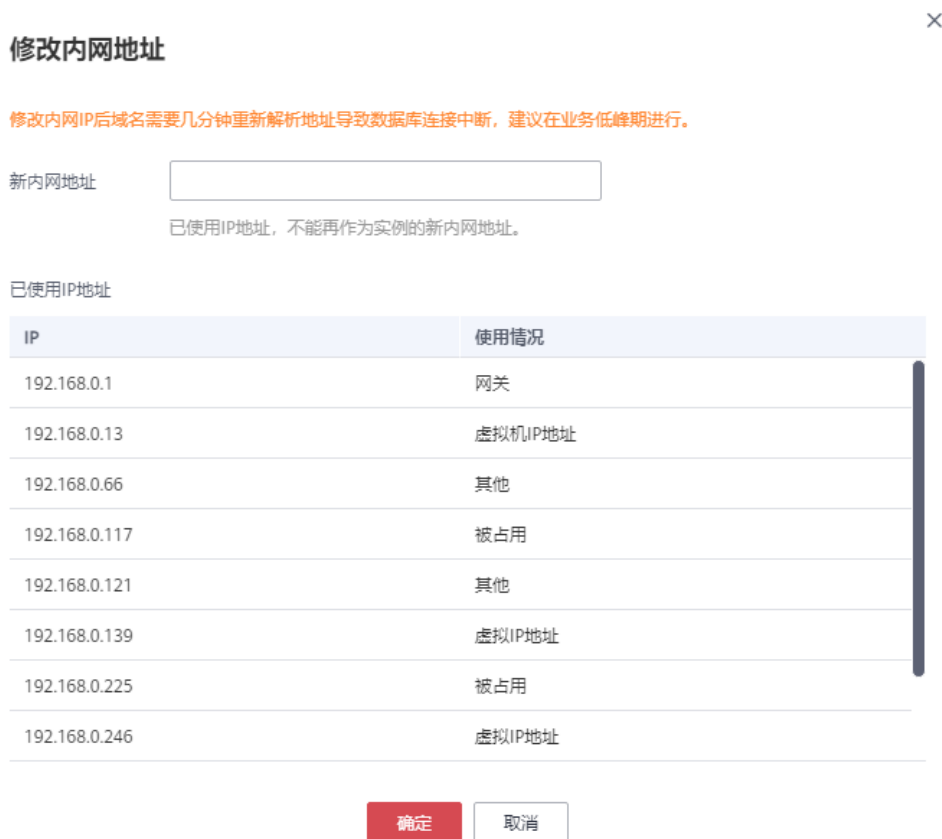 修改内网地址
修改内网IP后域名需要几分钟重新解析地址导致数据库连接中断，建议在业务低峰期进行。
新内网地址
已使用IP地址，不能再作为实例的新内网地址。
已使用IP地址
IP 使用情况
192.168.0.1 网关
192.168.0.13 虚拟机IP地址
192.168.0.66 其他
192.168.0.117 被占用
192.168.0.121 其他
192.168.0.139 虚拟IP地址
192.168.0.225 被占用
192.168.0.246 虚拟IP地址
确定 取消